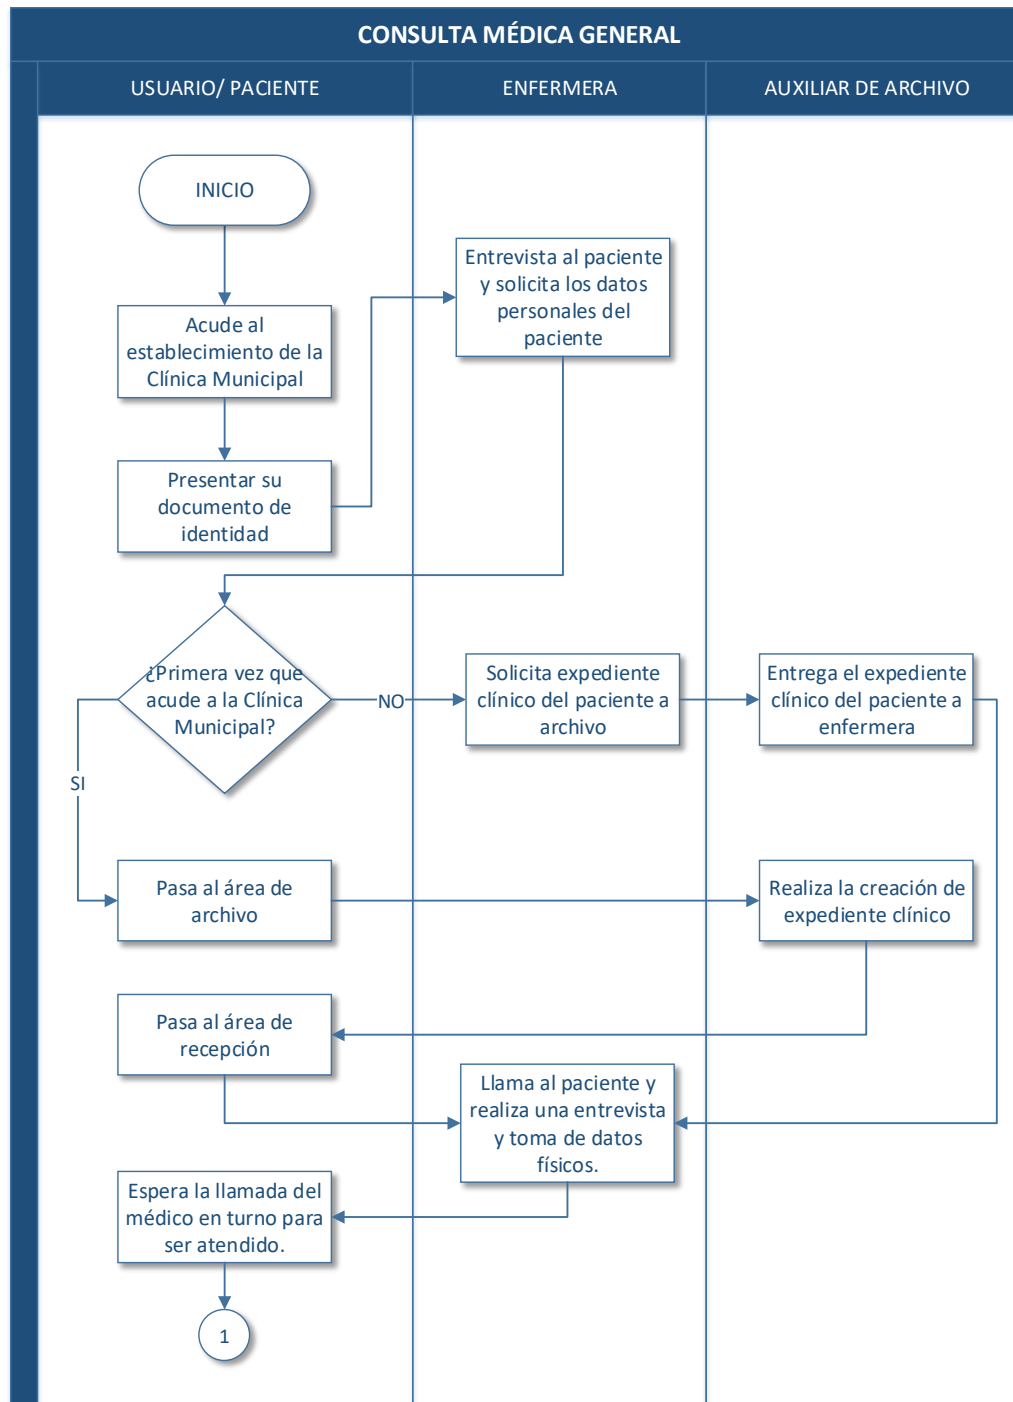 CONSULTA MÉDICA GENERAL
USUARIO/ PACIENTE
ENFERMERA
AUXILIAR DE ARCHIVO
INICIO
Acude al
establecimiento de la
Clínica Municipal
Presentar su
documento de
identidad
Entrevista al paciente
y solicita los datos
personales del
paciente
¿Primera vez que
acude a la Clínica
Municipal?
NO
SI
Solicita expediente
clínico del paciente a
archivo
Entrega el expediente
clínico del paciente a
enfermera
Pasa al área de
archivo
Realiza la creación de
expediente clínico
Pasa al área de
recepción
Llama al paciente y
realiza una entrevista
y toma de datos
físicos.
Espera la llamada del
médico en turno para
ser atendido.
1